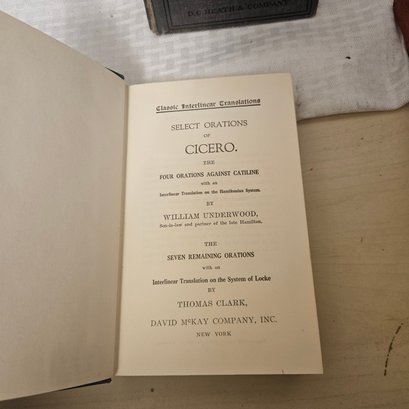 D.C. HEATH & COMPANY
Classic Interlinear Translations
SELECT ORATIONS
OF
CICERO.
THE
FOUR ORATIONS AGAINST CATILINE
with an
Interlinear Translation on the Hamiltonian System.
BY
WILLIAM UNDERWOOD,
Son-in-law and partner of the late Hamilton.
THE
SEVEN REMAINING ORATIONS
with an
Interlinear Translation on the System of Locke
BY
THOMAS CLARK,
DAVID McKAY COMPANY, INC.
NEW YORK